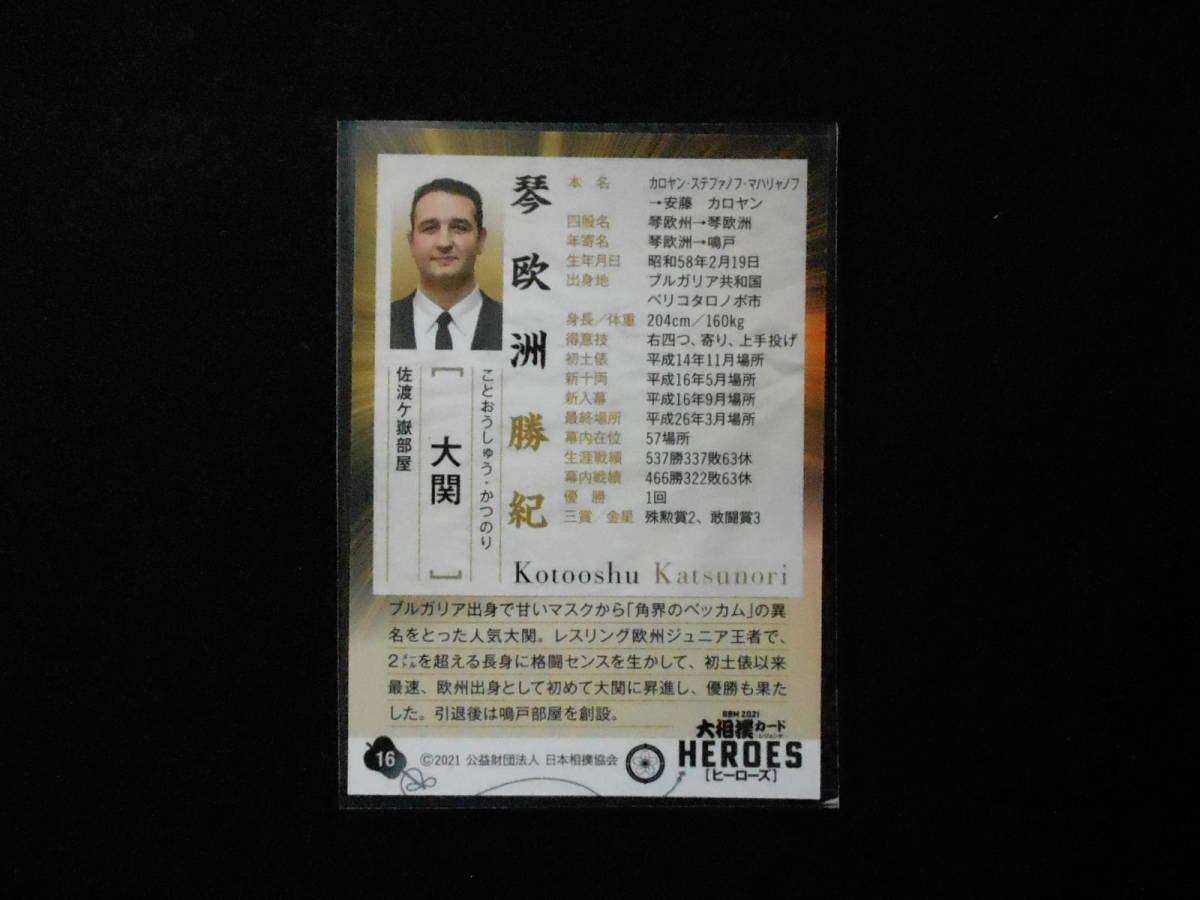 琴欧洲勝紀
ことおうしゅう・かつのり
[大関]
佐渡ケ嶽部屋
本名 カロヤン・ステファノフ・マハリャノフ
→安藤 カロヤン
四股名 琴欧州→琴欧洲
年寄名 琴欧洲→鳴戸
生年月日 昭和58年2月19日
出身地 ブルガリア共和国
ベリコタロノボ市
身長/体重 204cm/160kg
得意技 右四つ、寄り、上手投げ
初土俵 平成14年11月場所
新十両 平成16年5月場所
新入幕 平成16年9月場所
最終場所 平成26年3月場所
幕内在位 57場所
生涯戦績 537勝337敗63休
幕内戦績 466勝322敗63休
優勝 1回
三賞/金星 殊勲賞2、敢闘賞3
Kotooshu Katsunori
ブルガリア出身で甘いマスクから「角界のベッカム」の異
名をとった人気大関。レスリング欧州ジュニア王者で、
2メートルを超える長身に格闘センスを生かして、初土俵以来
最速、欧州出身として初めて大関に昇進し、優勝も果た
した。引退後は鳴戸部屋を創設。
BBM 2021
大相撲カード
レジェンド
HEROES
[ヒーローズ]
16 ©2021 公益財団法人 日本相撲協会